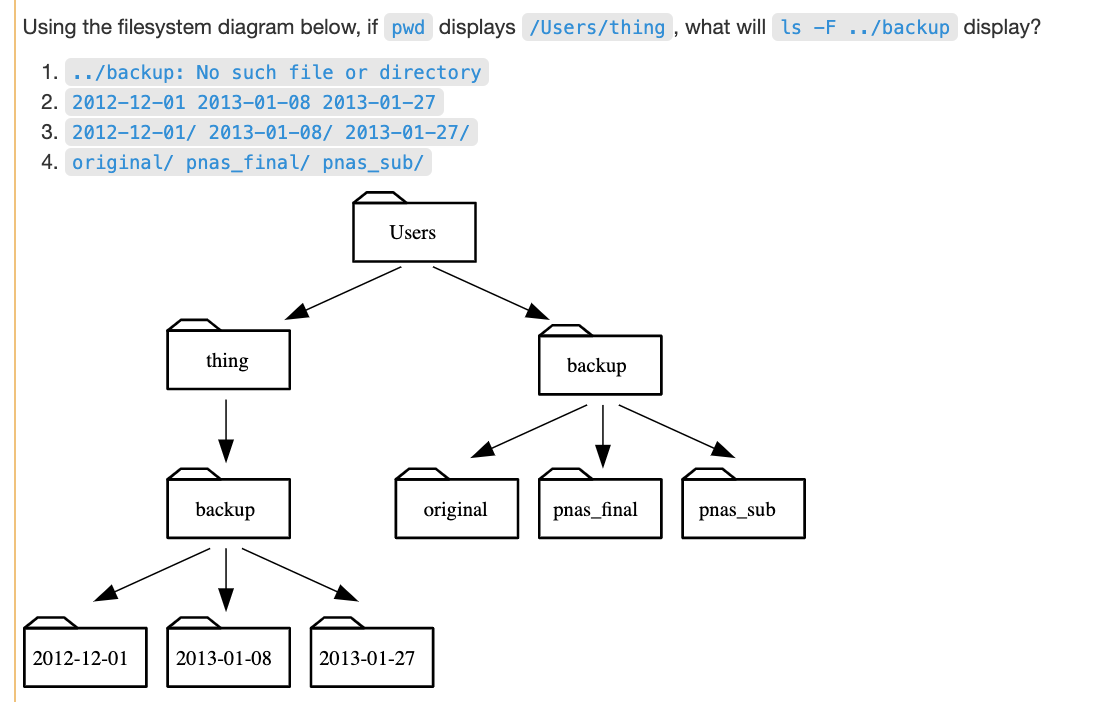 Using the filesystem diagram below, if pwd displays /Users/thing , what will ls -F ../backup display?
1. ../backup: No such file or directory
2. 2012-12-01 2013-01-08 2013-01-27
3. 2012-12-01/ 2013-01-08/ 2013-01-27/
4. original/ pnas_final/ pnas_sub/
Users
thing
backup
backup
original
pnas_final
pnas_sub
2012-12-01
2013-01-08
2013-01-27